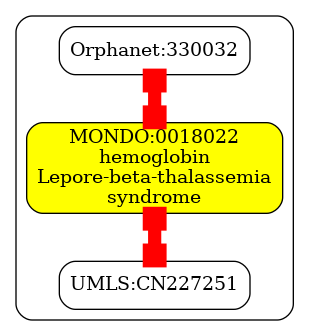 Orphanet:330032
MONDO:0018022
hemoglobin
Lepore-beta-thalassemia
syndrome
UMLS:CN227251